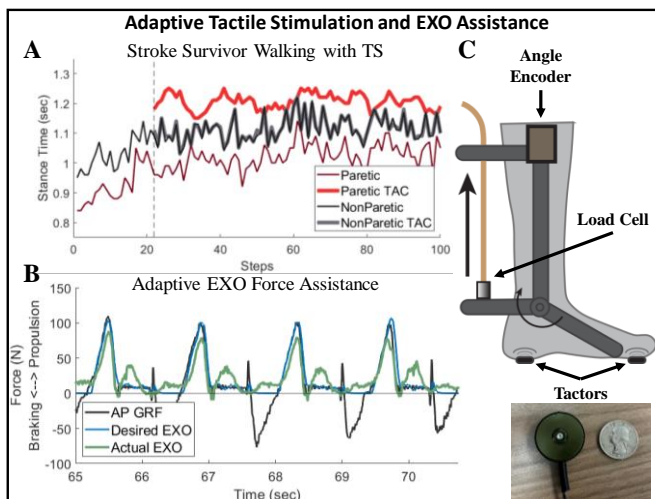 Adaptive Tactile Stimulation and EXO Assistance
A
Stroke Survivor Walking with TS
Stance Time (sec)
1.3
1.2
1.1
1
0.9
0.8
Paretic
Paretic TAC
NonParetic
NonParetic TAC
0
20
40
60
80
100
Steps
B
Adaptive EXO Force Assistance
Force (N)
Braking <--> Propulsion
150
100
50
0
-50
-100
AP GRF
Desired EXO
Actual EXO
65
66
67
68
69
70
Time (sec)
C
Angle
Encoder
Load Cell
Tactors